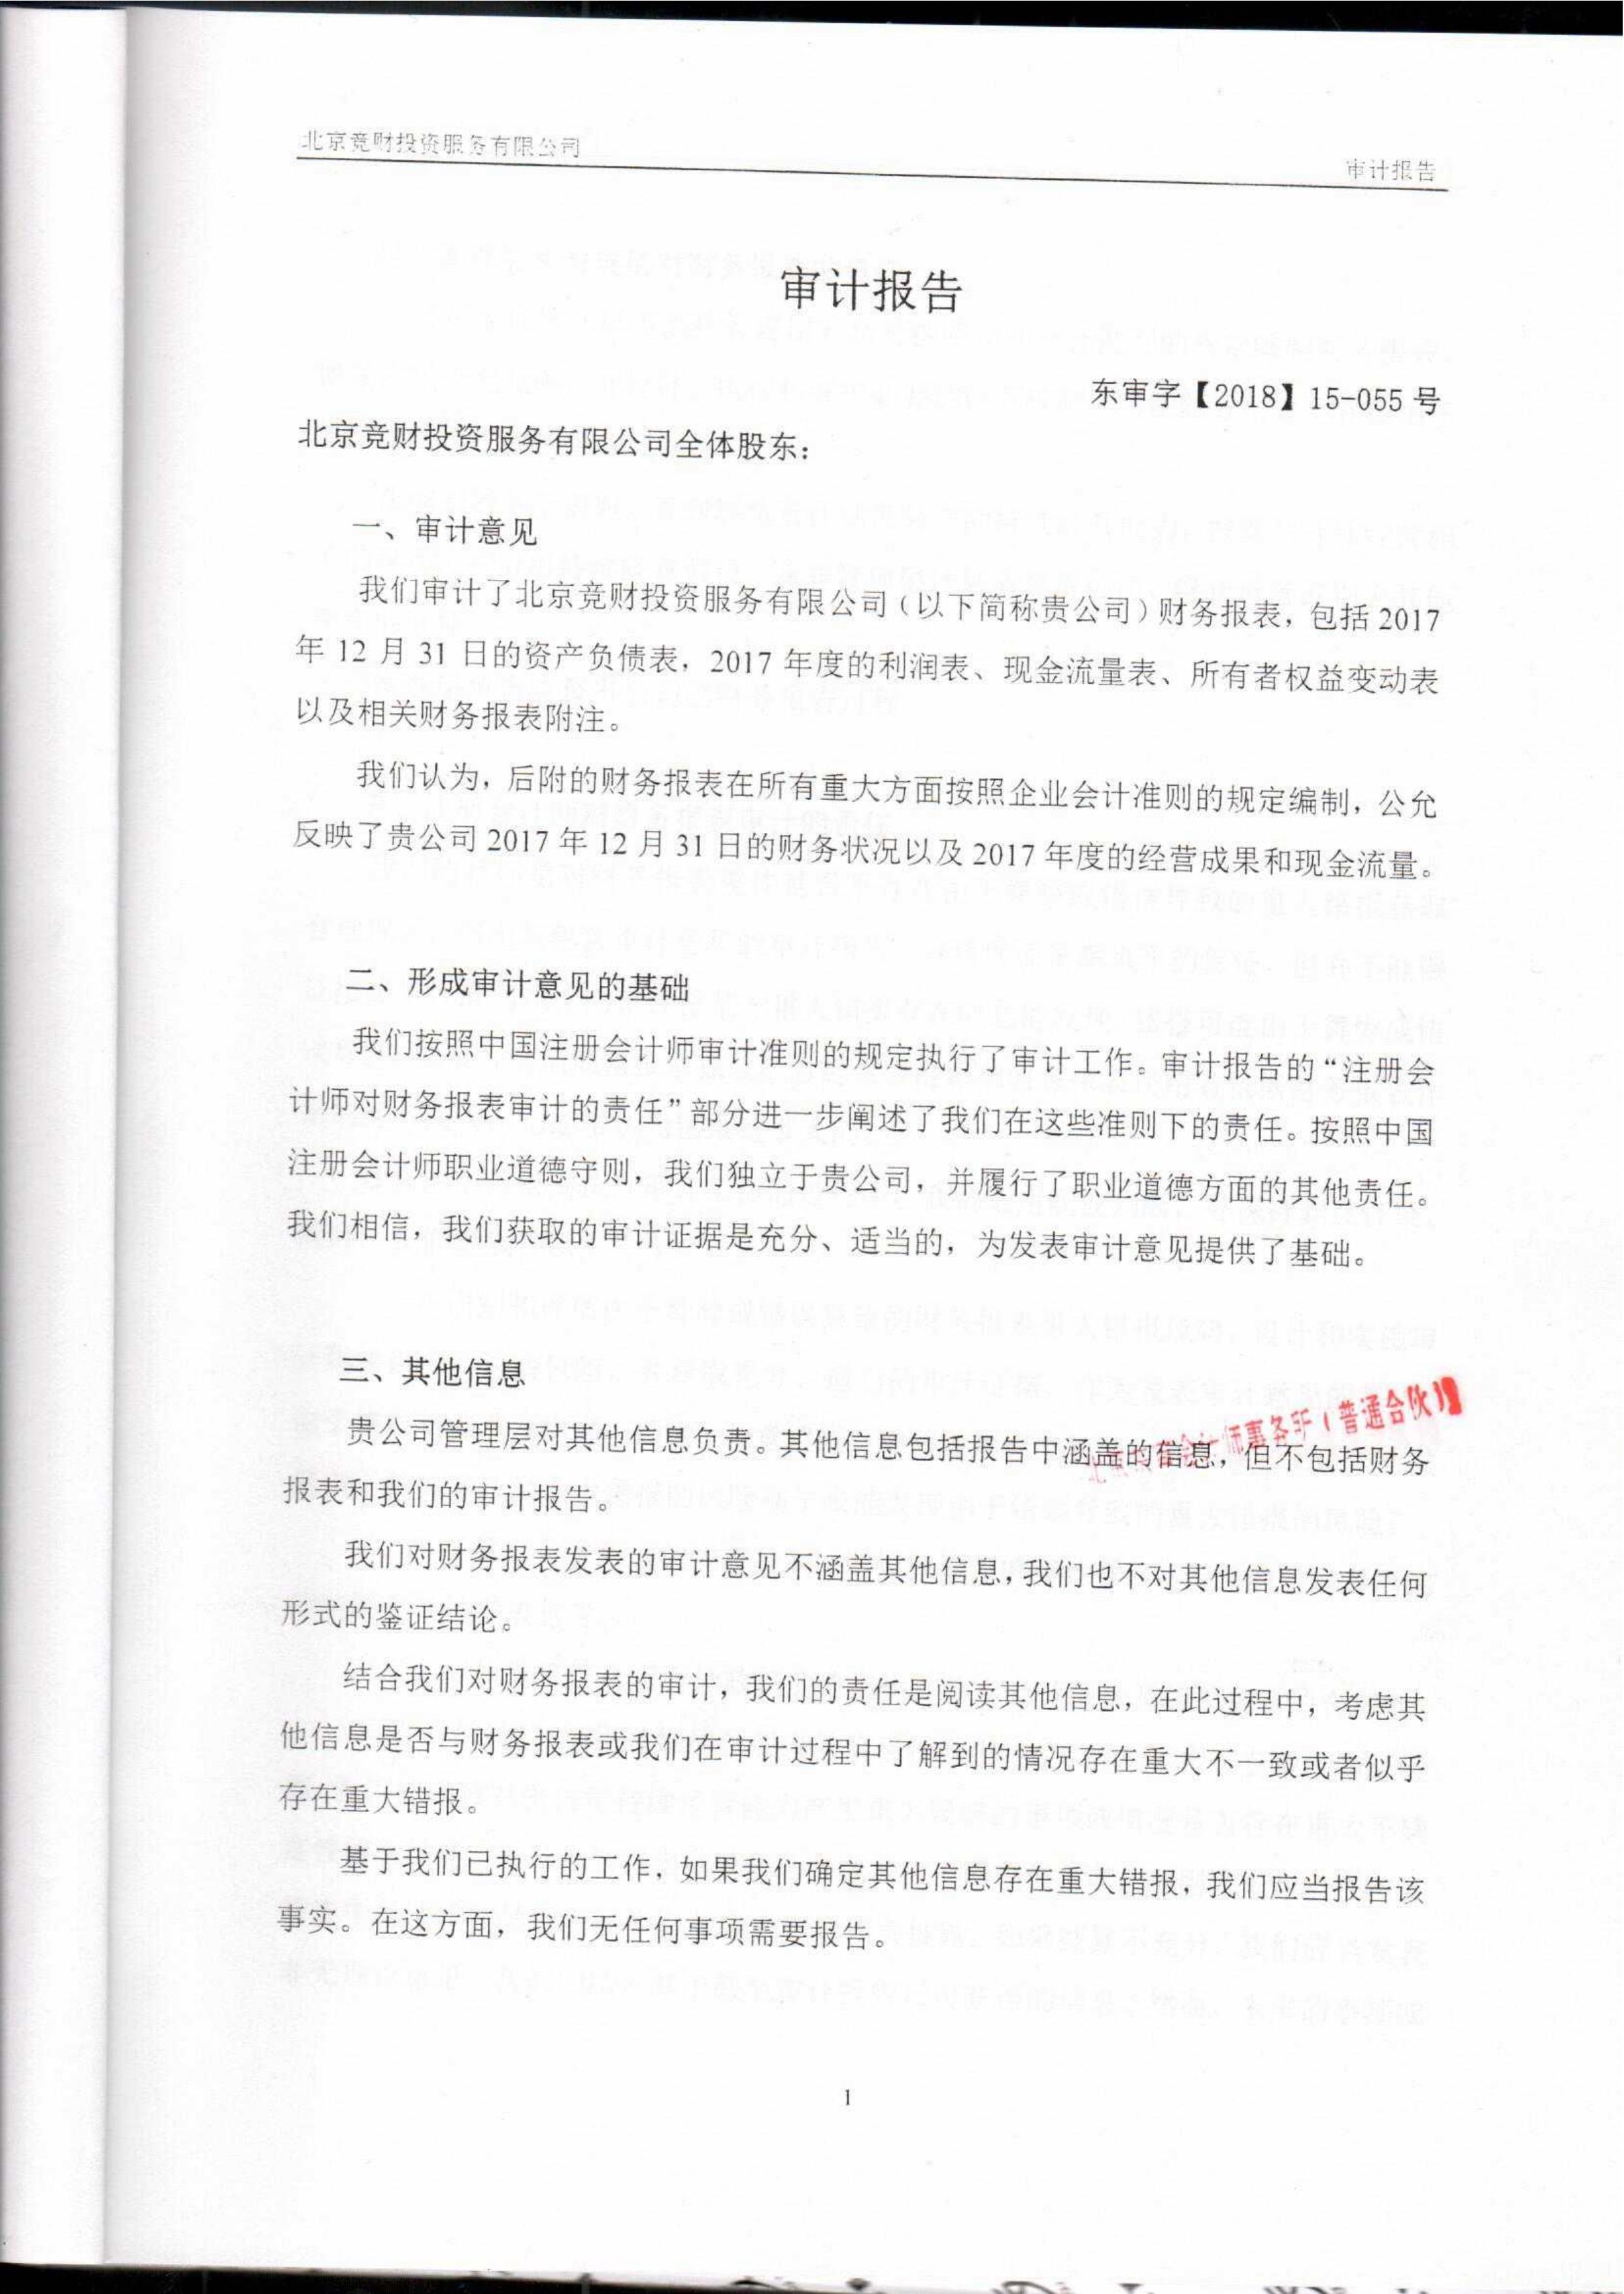 北京竞财投资服务有限公司
审计报告
审计报告
东审字【2018】15-055 号
北京竞财投资服务有限公司全体股东：
一、审计意见
我们审计了北京竞财投资服务有限公司（以下简称贵公司）财务报表，包括 2017
年 12 月 31 日的资产负债表，2017 年度的利润表、现金流量表、所有者权益变动表
以及相关财务报表附注。
我们认为，后附的财务报表在所有重大方面按照企业会计准则的规定编制，公允
反映了贵公司 2017 年 12 月 31 日的财务状况以及 2017 年度的经营成果和现金流量。
二、形成审计意见的基础
我们按照中国注册会计师审计准则的规定执行了审计工作。审计报告的“注册会
计师对财务报表审计的责任”部分进一步阐述了我们在这些准则下的责任。按照中国
注册会计师职业道德守则，我们独立于贵公司，并履行了职业道德方面的其他责任。
我们相信，我们获取的审计证据是充分、适当的，为发表审计意见提供了基础。
三、其他信息
贵公司管理层对其他信息负责。其他信息包括报告中涵盖的信息，但不包括财务
报表和我们的审计报告。
师事务所（普通合伙）
我们对财务报表发表的审计意见不涵盖其他信息，我们也不对其他信息发表任何
形式的鉴证结论。
结合我们对财务报表的审计，我们的责任是阅读其他信息，在此过程中，考虑其
他信息是否与财务报表或我们在审计过程中了解到的情况存在重大不一致或者似乎
存在重大错报。
基于我们已执行的工作，如果我们确定其他信息存在重大错报，我们应当报告该
事实。在这方面，我们无任何事项需要报告。
1